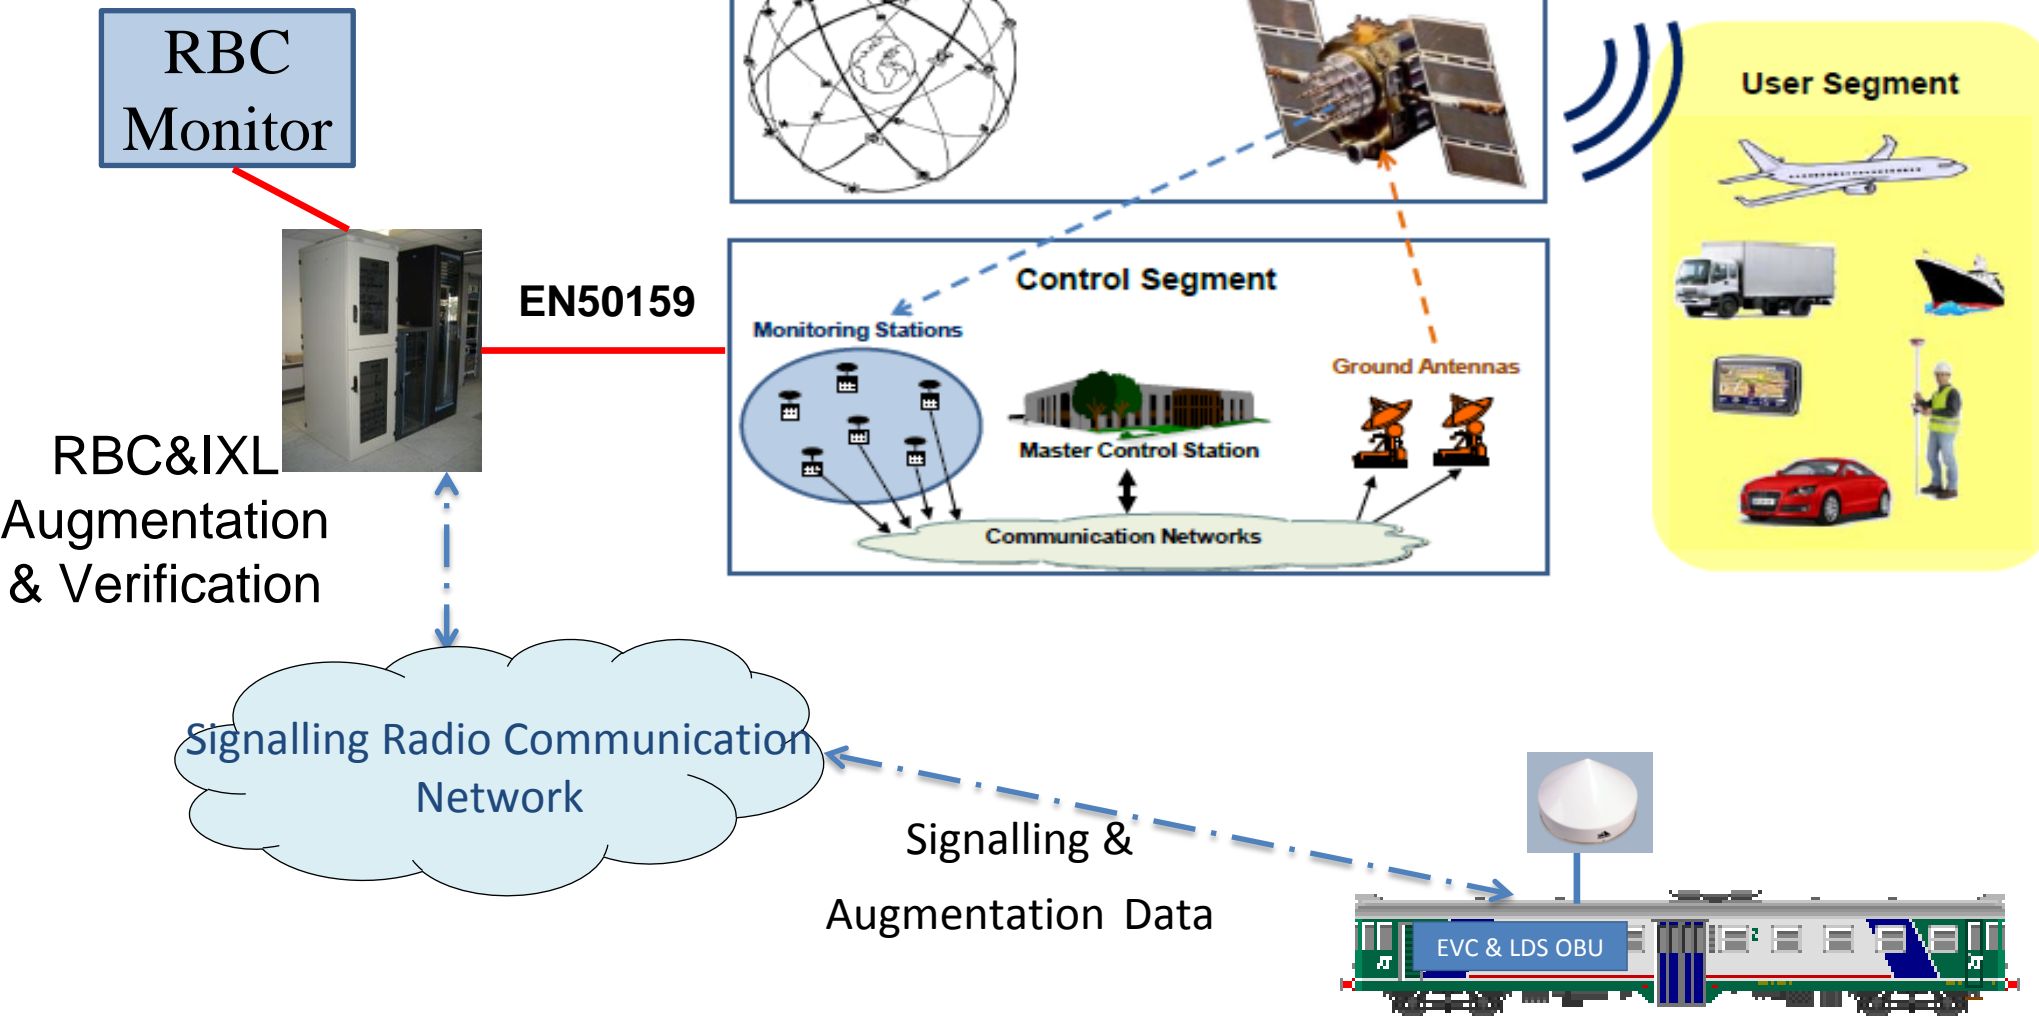 RBC
Monitor
User Segment
EN50159
Control Segment
Monitoring Stations
Ground Antennas
Master Control Station
Communication Networks
RBC&IXL
Augmentation
& Verification
Signalling Radio Communication
Network
Signalling &
Augmentation Data
EVC & LDS OBU